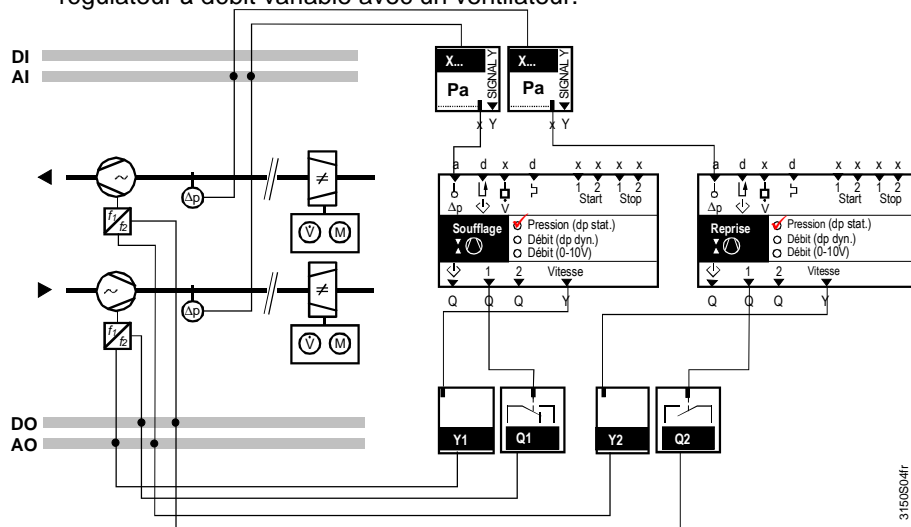 régulateur à débit variable avec un ventilateur.
DI
AI
X... SIGNAL Y
Pa
X... SIGNAL Y
Pa
x Y
x Y
a d x d x x x x
1 2 1 2
Δp V̇ Start Stop
Soufflage
Pression (dp stat.)
Débit (dp dyn.)
Débit (0-10V)
1 2 Vitesse
Q Q Q Y
a d x d x x x x
1 2 1 2
Δp V̇ Start Stop
Reprise
Pression (dp stat.)
Débit (dp dyn.)
Débit (0-10V)
1 2 Vitesse
Q Q Q Y
~ Δp ≠
f1 f2
V̇ M
~ Δp ≠
f1 f2
V̇ M
DO
AO
Y1
Q1
Y2
Q2
3150S04fr